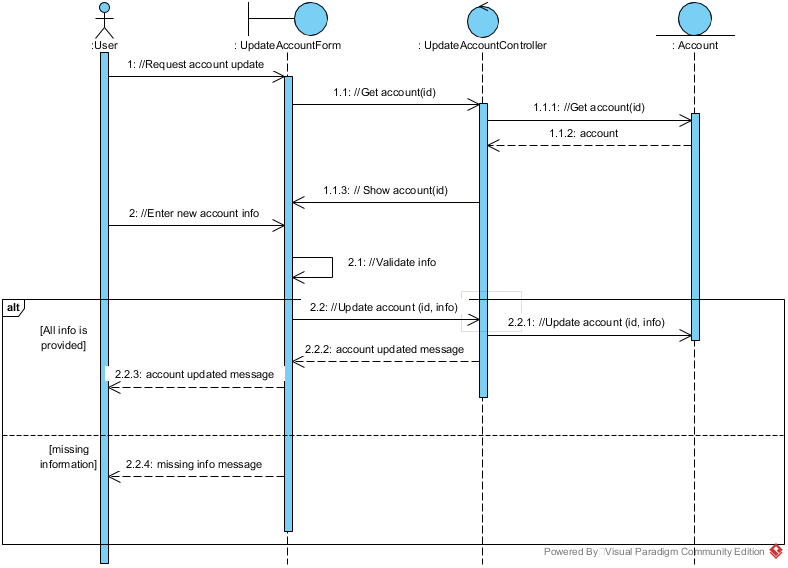 :User
: UpdateAccountForm
: UpdateAccountController
: Account
1: //Request account update
1.1: //Get account(id)
1.1.1: //Get account(id)
1.1.2: account
1.1.3: // Show account(id)
2: //Enter new account info
2.1: //Validate info
alt
2.2: //Update account (id, info)
[All info is
provided]
2.2.1: //Update account (id, info)
2.2.2: account updated message
2.2.3: account updated message
[missing
information]
2.2.4: missing info message
Powered By Visual Paradigm Community Edition